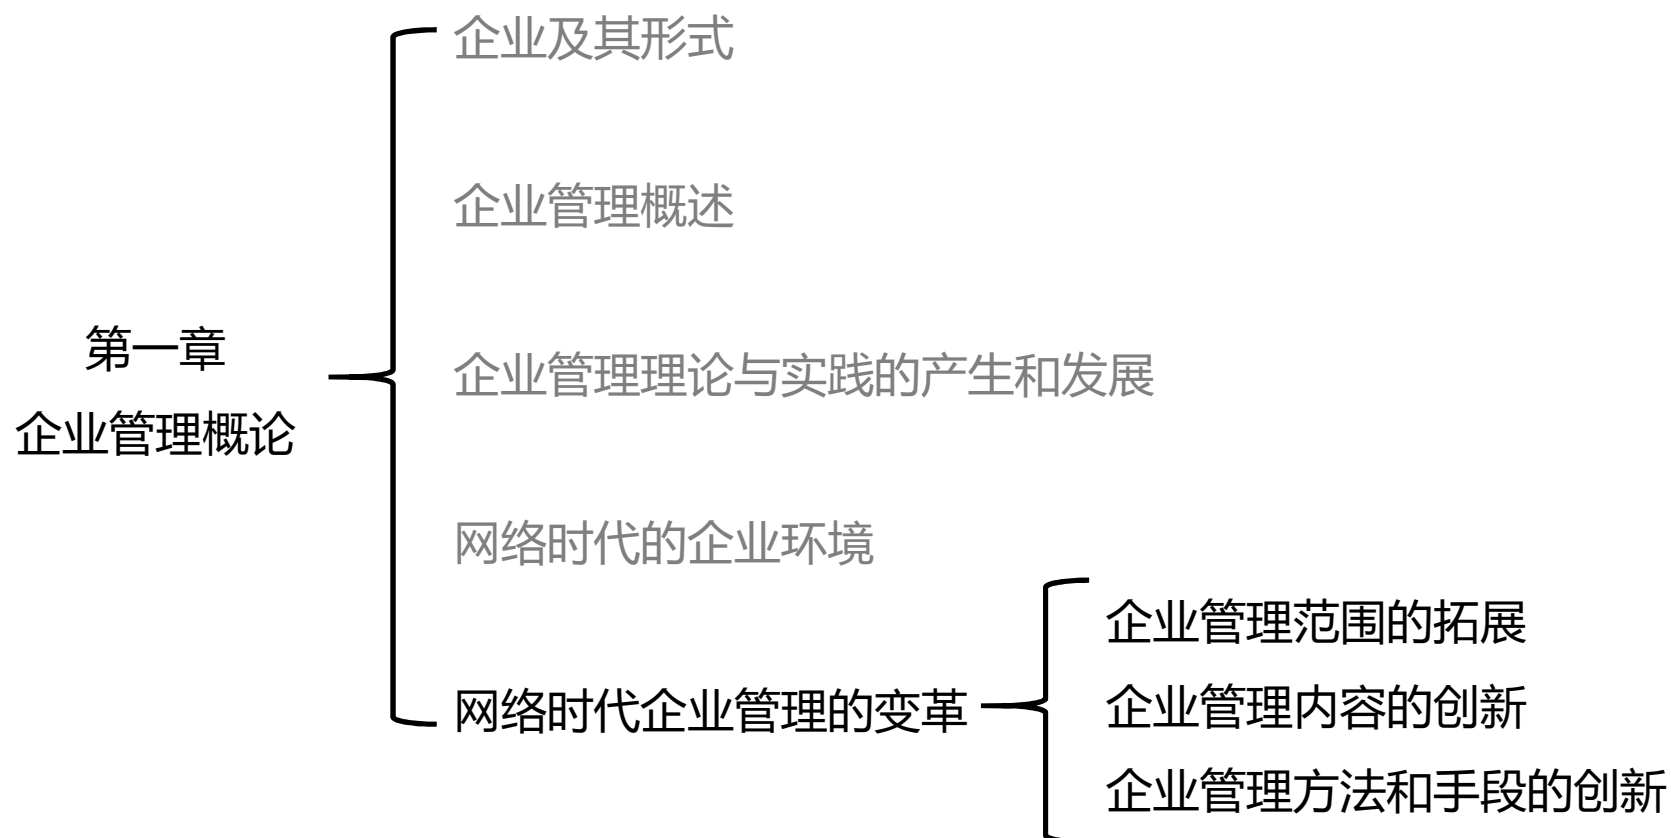 第一章
企业管理概论
企业及其形式
企业管理概述
企业管理理论与实践的产生和发展
网络时代的企业环境
网络时代企业管理的变革
企业管理范围的拓展
企业管理内容的创新
企业管理方法和手段的创新